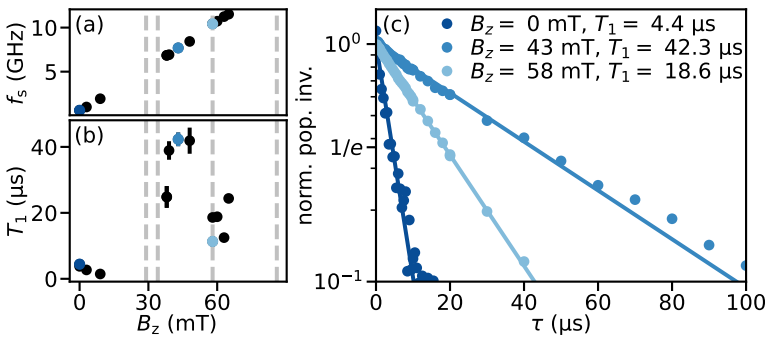 (a)
10
5
f_s (GHz)
(b)
40
20
0
T_1 (μs)
0 30 60
B_z (mT)
(c)
B_z = 0 mT, T_1 = 4.4 μs
B_z = 43 mT, T_1 = 42.3 μs
B_z = 58 mT, T_1 = 18.6 μs
10^0
1/e
10^−1
norm. pop. inv.
0 20 40 60 80 100
τ (μs)